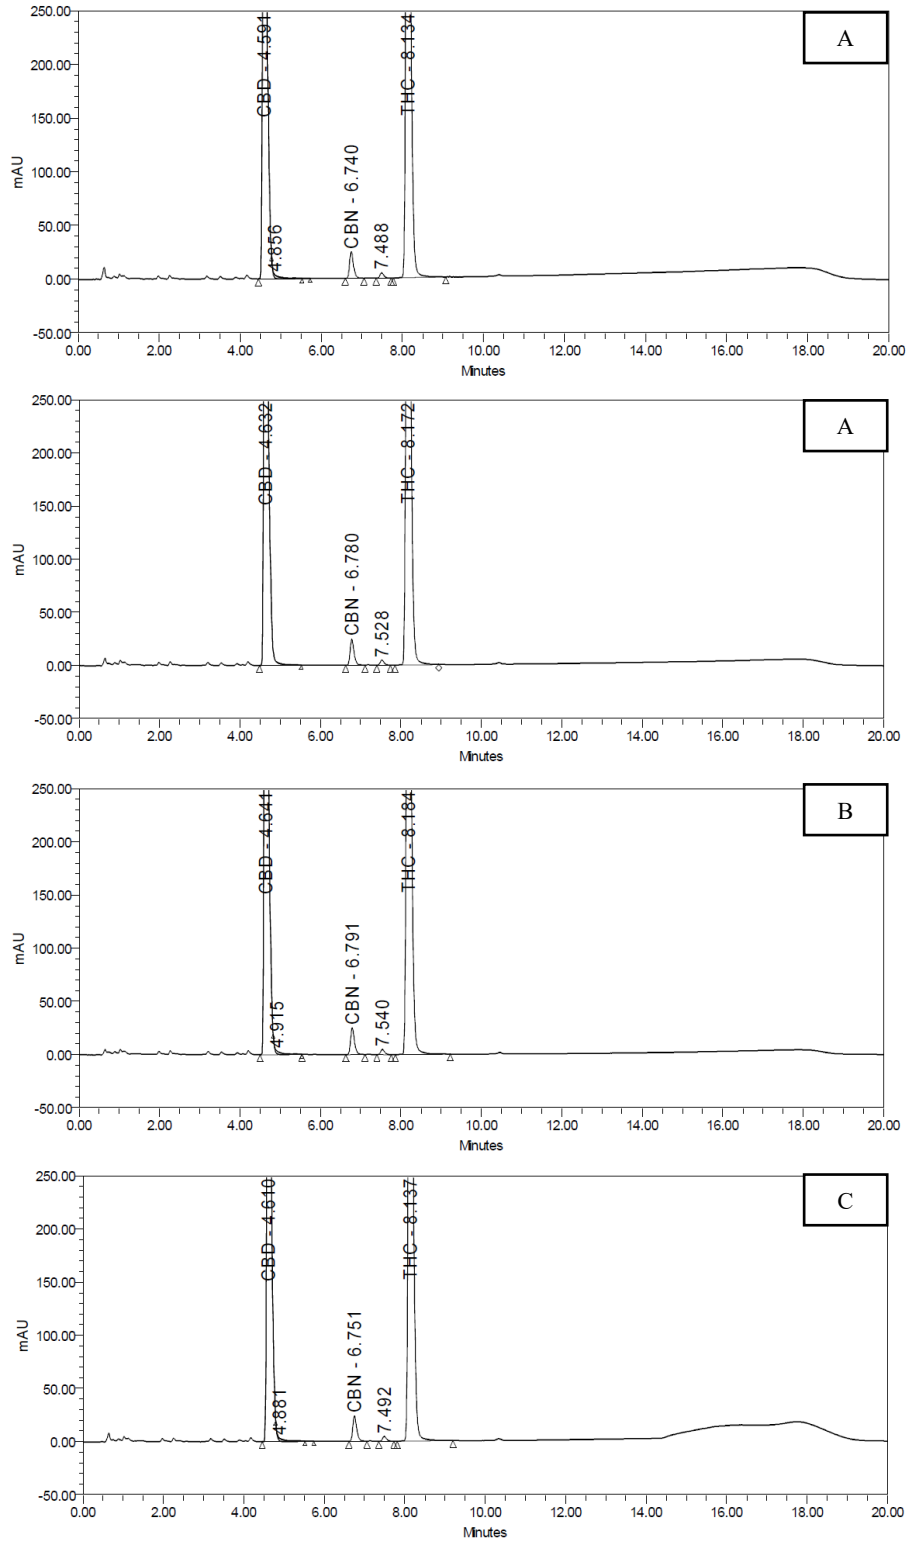 250.00
200.00
150.00
100.00
50.00
0.00
-50.00
mAU
CBD - 4.591
4.856
CBN - 6.740
7.488
THC - 8.134
A
0.00 2.00 4.00 6.00 8.00 10.00 12.00 14.00 16.00 18.00 20.00
Minutes
250.00
200.00
150.00
100.00
50.00
0.00
-50.00
mAU
CBD - 4.632
CBN - 6.780
7.528
THC - 8.172
A
0.00 2.00 4.00 6.00 8.00 10.00 12.00 14.00 16.00 18.00 20.00
Minutes
250.00
200.00
150.00
100.00
50.00
0.00
-50.00
mAU
CBD - 4.641
4.915
CBN - 6.791
7.540
THC - 8.184
B
0.00 2.00 4.00 6.00 8.00 10.00 12.00 14.00 16.00 18.00 20.00
Minutes
250.00
200.00
150.00
100.00
50.00
0.00
-50.00
mAU
CBD - 4.610
4.881
CBN - 6.751
7.492
THC - 8.137
C
0.00 2.00 4.00 6.00 8.00 10.00 12.00 14.00 16.00 18.00 20.00
Minutes